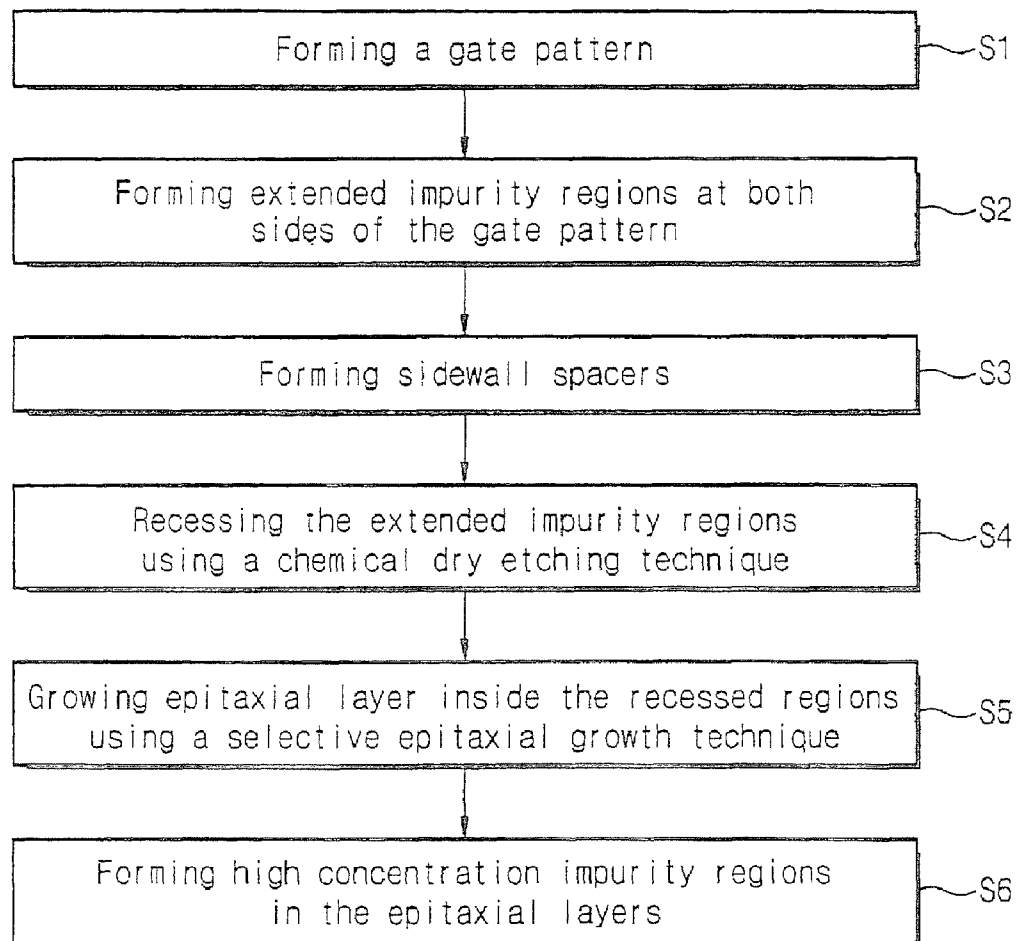 Forming a gate pattern
S1
Forming extended impurity regions at both
sides of the gate pattern
S2
Forming sidewall spacers
S3
Recessing the extended impurity regions
using a chemical dry etching technique
S4
Growing epitaxial layer inside the recessed regions
using a selective epitaxial growth technique
S5
Forming high concentration impurity regions
in the epitaxial layers
S6